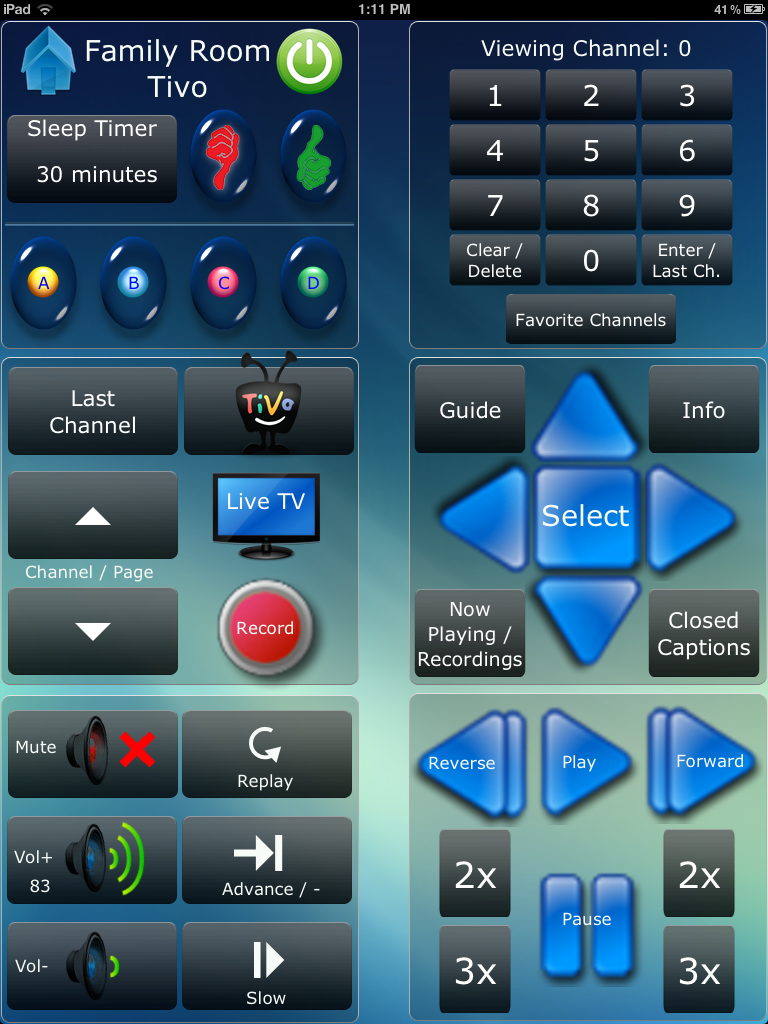 iPad
1:11 PM
41%
Family Room
Tivo
Sleep Timer
30 minutes
A
B
C
D
Viewing Channel: 0
1
2
3
4
5
6
7
8
9
Clear /
Delete
0
Enter /
Last Ch.
Favorite Channels
Last
Channel
TiVo
Live TV
Channel / Page
Record
Guide
Info
Select
Now
Playing /
Recordings
Closed
Captions
Mute
Replay
Vol+
83
Advance / -
Vol-
Slow
Reverse
Play
Forward
2x
2x
Pause
3x
3x